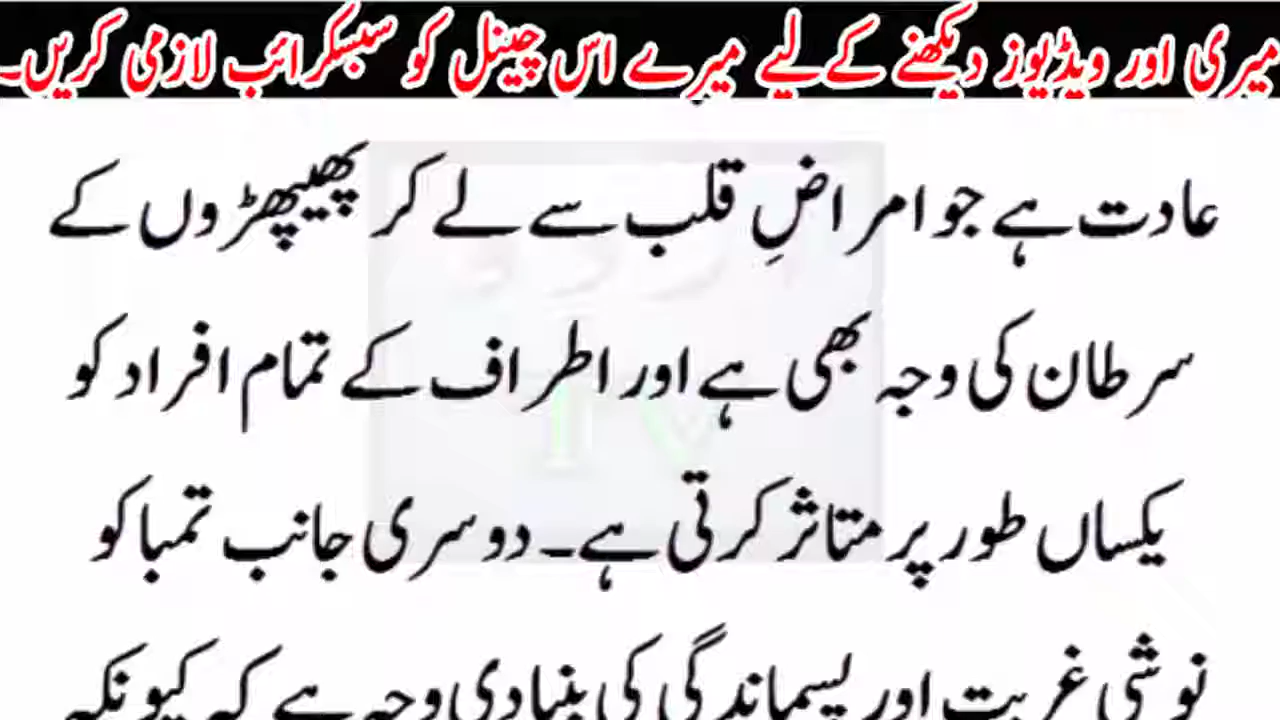 میری اور ویڈیوز دیکھنے کےلیے میرے اس چینل کو سبسکرائب لازمی کریں۔
عادت ہے جو امراضِ قلب سے لے کر پھیپھڑوں کے
سرطان کی وجہ بھی ہے اور اطراف کے تمام افراد کو
یکساں طور پر متاثر کرتی ہے۔ دوسری جانب تمباکو
نوشی غربت اور پسماندگی کی بنیادی وجہ ہے کہ کیونکہ